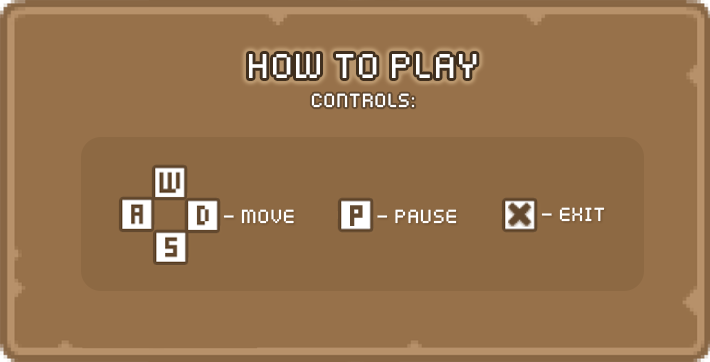 HOW TO PLAY
CONTROLS:
W
A D - MOVE P - PAUSE X - EXIT
S